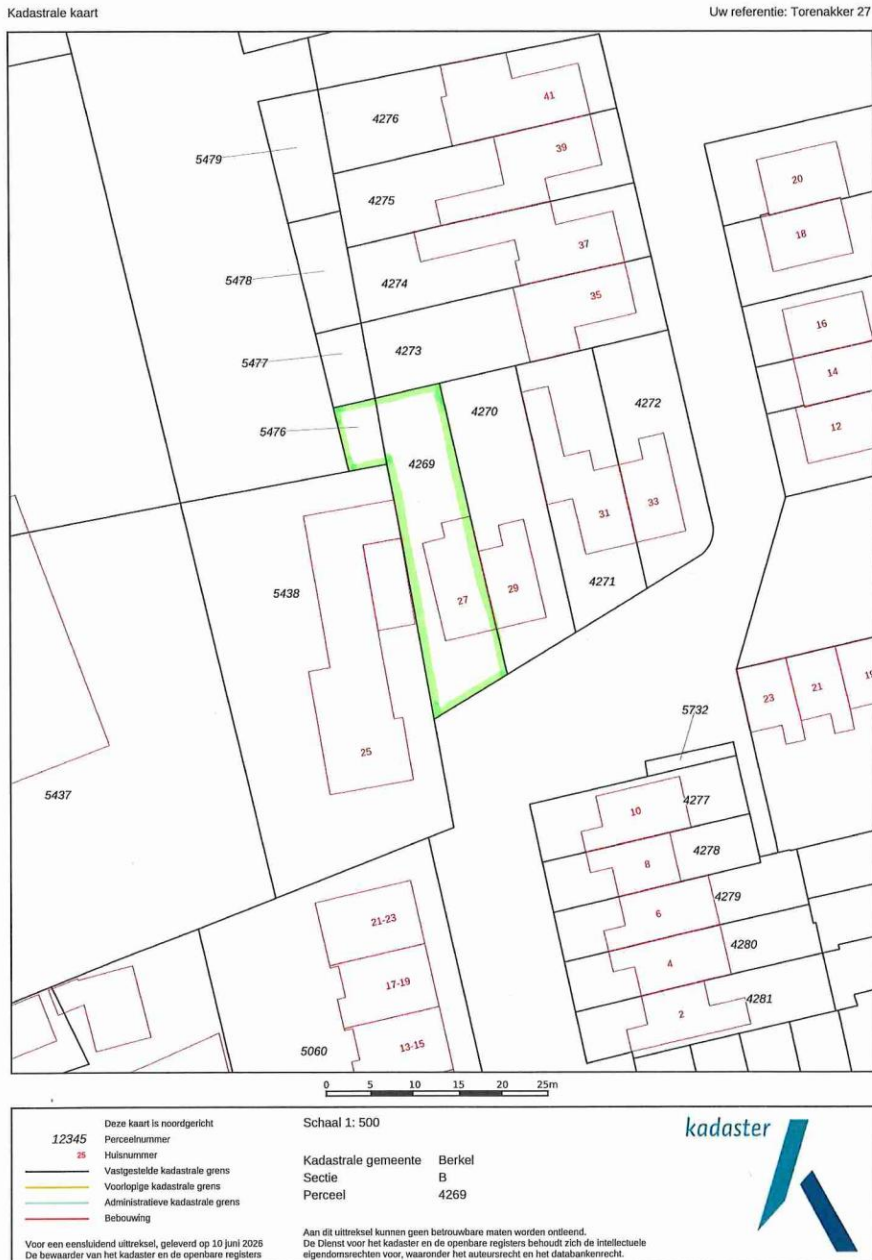 Kadastrale kaart
Uw referentie: Torenakker 27
41
4276
39
5479
20
4275
18
37
5478
4274
35
16
4273
5477
14
4272
4270
12
5476
4269
31
33
4271
5438
29
27
23
21
19
5732
25
5437
4277
10
4278
8
4279
6
21-23
4280
4
17-19
4281
2
5060
13-15
0 5 10 15 20 25m
Deze kaart is noordgericht
12345 Perceelnummer
25 Huisnummer
Vastgestelde kadastrale grens
Voorlopige kadastrale grens
Administratieve kadastrale grens
Bebouwing
Voor een eensluidend uittreksel, geleverd op 10 juni 2026
De bewaarder van het kadaster en de openbare registers
Schaal 1: 500
Kadastrale gemeente Berkel
Sectie B
Perceel 4269
Aan dit uittreksel kunnen geen betrouwbare maten worden ontleend.
De Dienst voor het kadaster en de openbare registers behoudt zich de intellectuele
eigendomsrechten voor, waaronder het auteursrecht en het databankenrecht.
kadaster